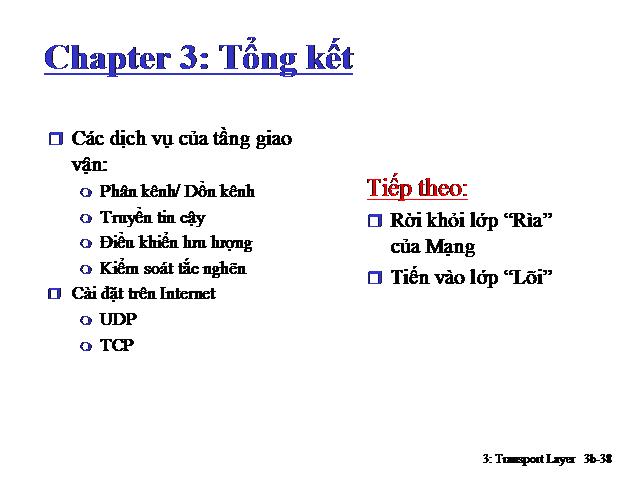 Chapter 3: Tổng kết
Các dịch vụ của tầng giao
vận:
Phân kênh/ Dồn kênh
Truyền tin cậy
Điều khiển lưu lượng
Kiểm soát tắc nghẽn
Cài đặt trên Internet
UDP
TCP
Tiếp theo:
Rời khỏi lớp “Rìa”
của Mạng
Tiến vào lớp “Lõi”
3: Transport Layer 3b-38